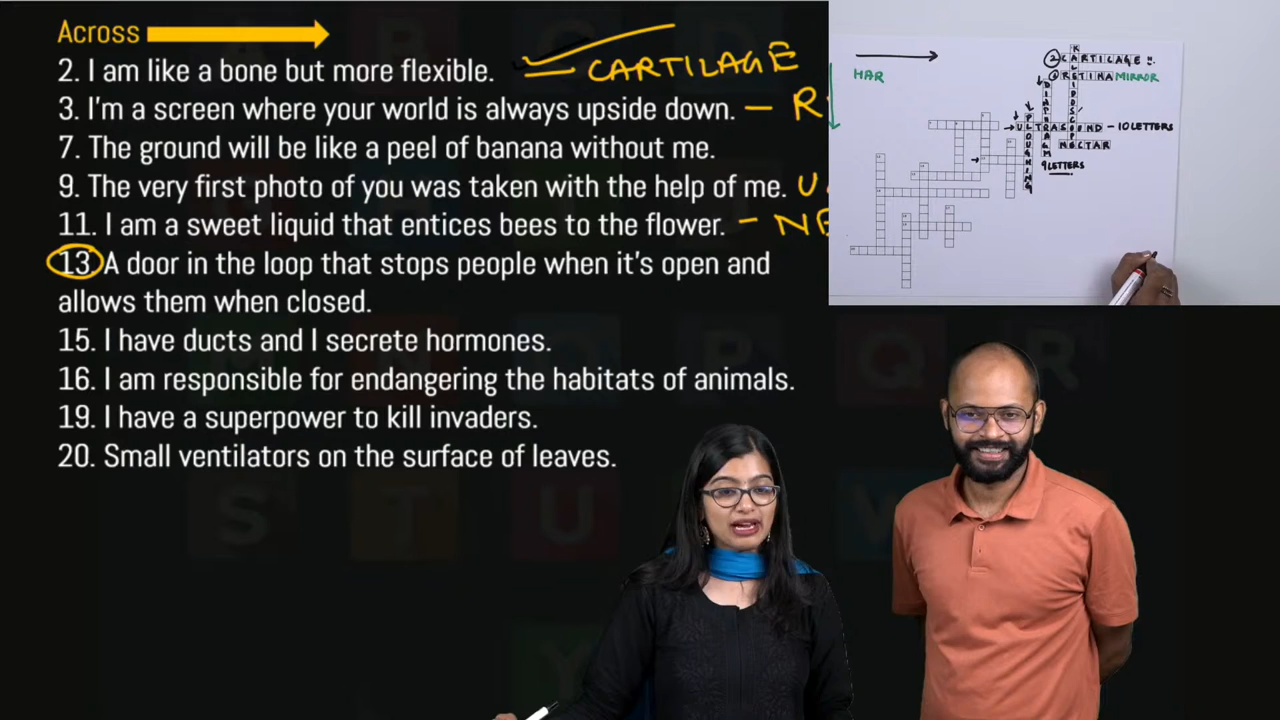 Across
2. I am like a bone but more flexible. CARTILAGE
3. I'm a screen where your world is always upside down. – R
7. The ground will be like a peel of banana without me.
9. The very first photo of you was taken with the help of me. U
11. I am a sweet liquid that entices bees to the flower. - NE
13. A door in the loop that stops people when it's open and
allows them when closed.
15. I have ducts and I secrete hormones.
16. I am responsible for endangering the habitats of animals.
19. I have a superpower to kill invaders.
20. Small ventilators on the surface of leaves.
HAR
2 CARTILAGE
RETINA MIRROR
KALEIDOSCOPE
DIAPHRAGM
PLOUGHING
ULTRASOUND - 10 LETTERS
NECTAR
9 LETTERS